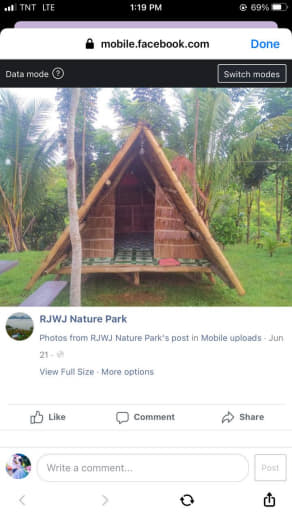 TNT LTE 1:19 PM 69%
mobile.facebook.com Done
Data mode ? Switch modes
RJWJ Nature Park
Photos from RJWJ Nature Park's post in Mobile uploads · Jun
21 ·
View Full Size · More options
Like Comment Share
Write a comment... Post